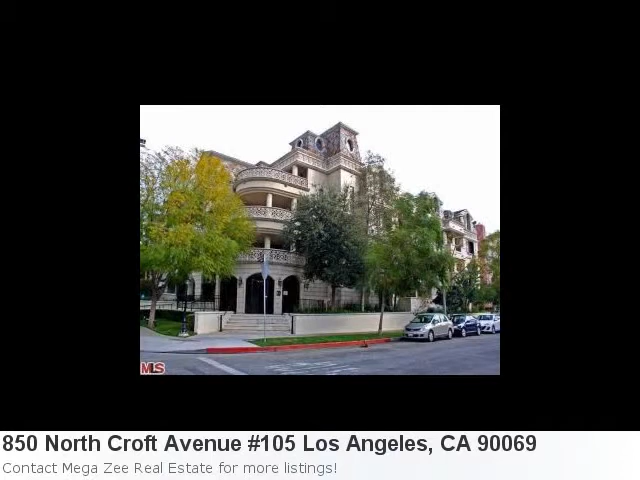 MLS
850 North Croft Avenue #105 Los Angeles, CA 90069
Contact Mega Zee Real Estate for more listings!